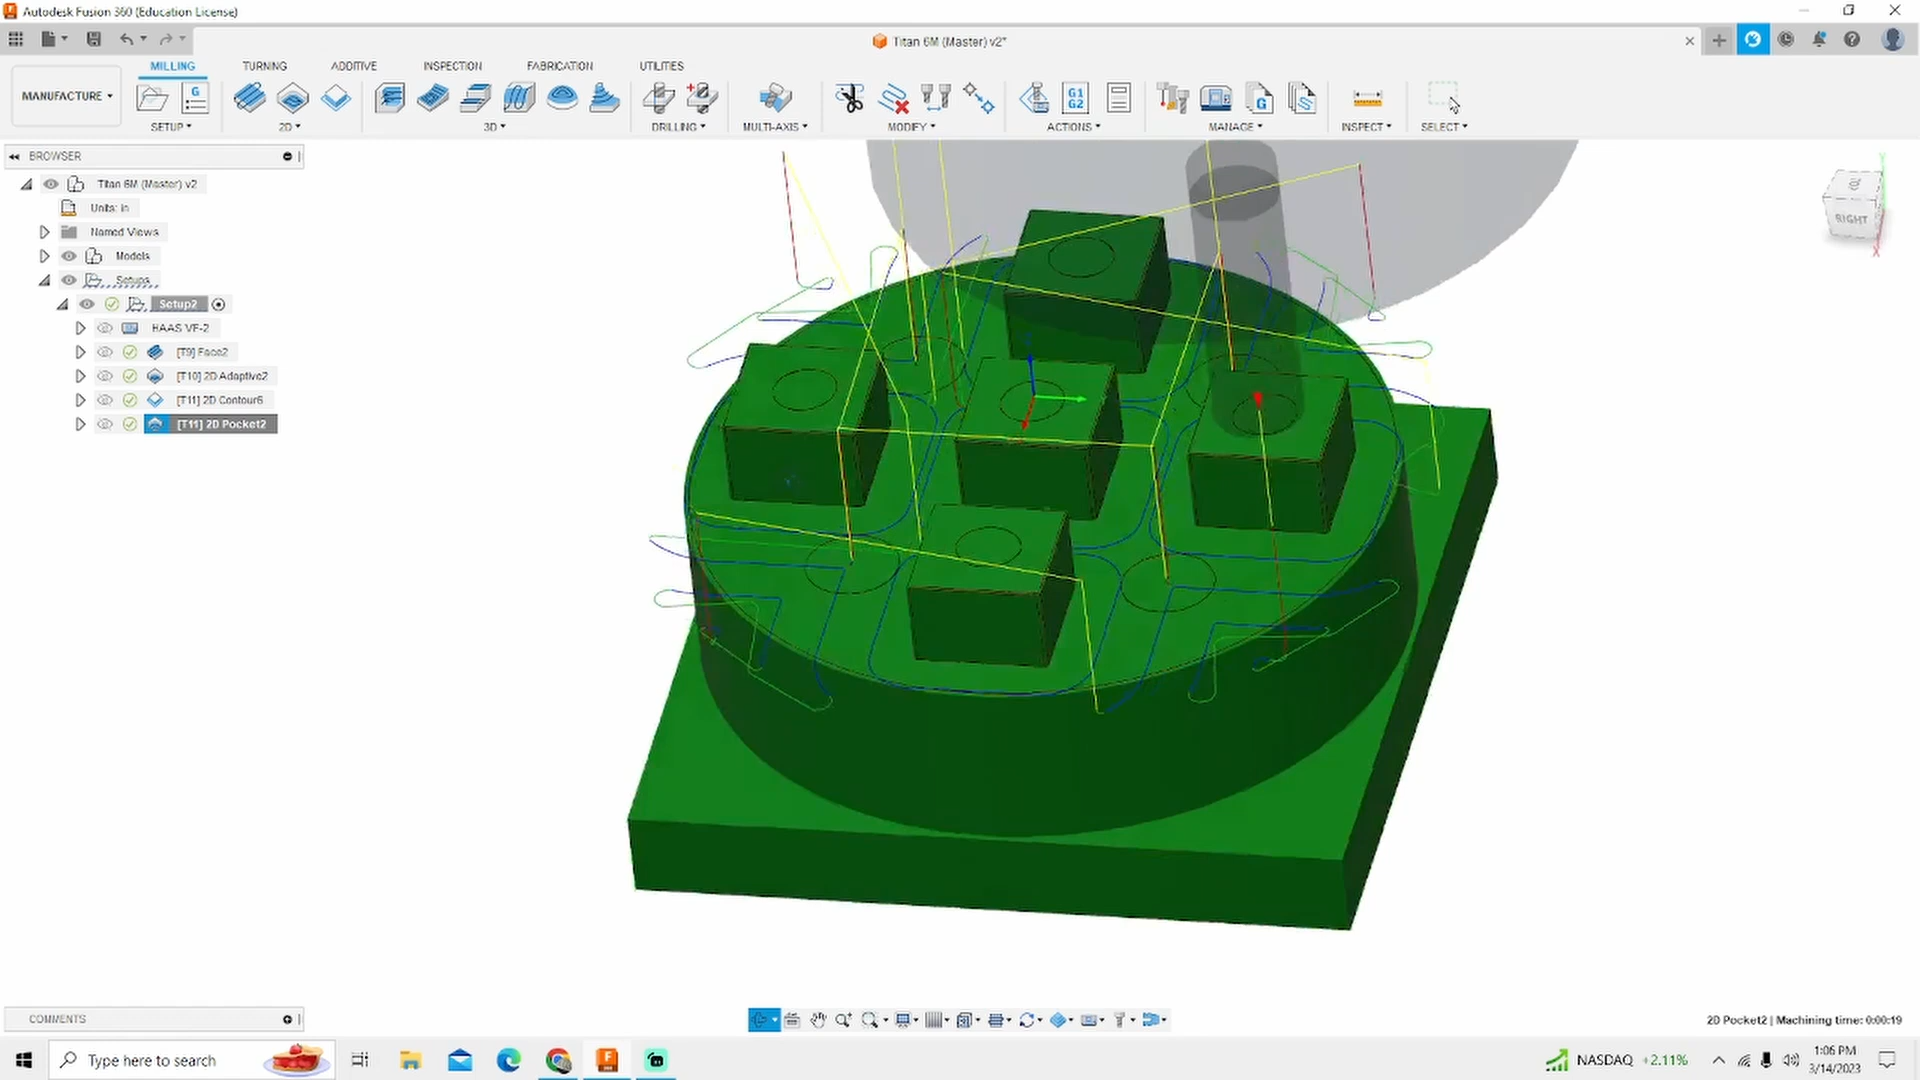 Autodesk Fusion 360 (Education License)
Titan 6M (Master) v2*
MILLING
TURNING
ADDITIVE
INSPECTION
FABRICATION
UTILITIES
MANUFACTURE
SETUP
2D
3D
DRILLING
MULTI-AXIS
MODIFY
ACTIONS
MANAGE
INSPECT
SELECT
G
G1
G2
G
S
BROWSER
Titan 6M (Master) v2
Units: in
Named Views
Models
Setups
Setup2
HAAS VF-2
[T9] Face2
[T10] 2D Adaptive2
[T11] 2D Contour6
[T11] 2D Pocket2
RIGHT
Y
X
COMMENTS
2D Pocket2 | Machining time: 0:00:19
Type here to search
NASDAQ +2.11%
1:06 PM
3/14/2023